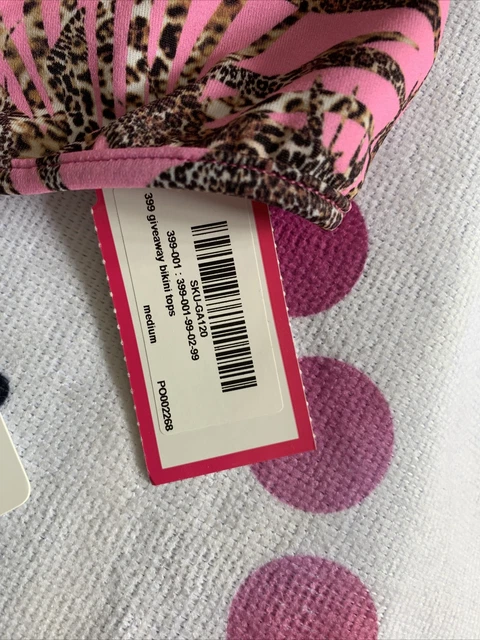 SKU-GA120
399-001 : 399-001-99-02-99
399 giveaway bikini tops
medium PO002268